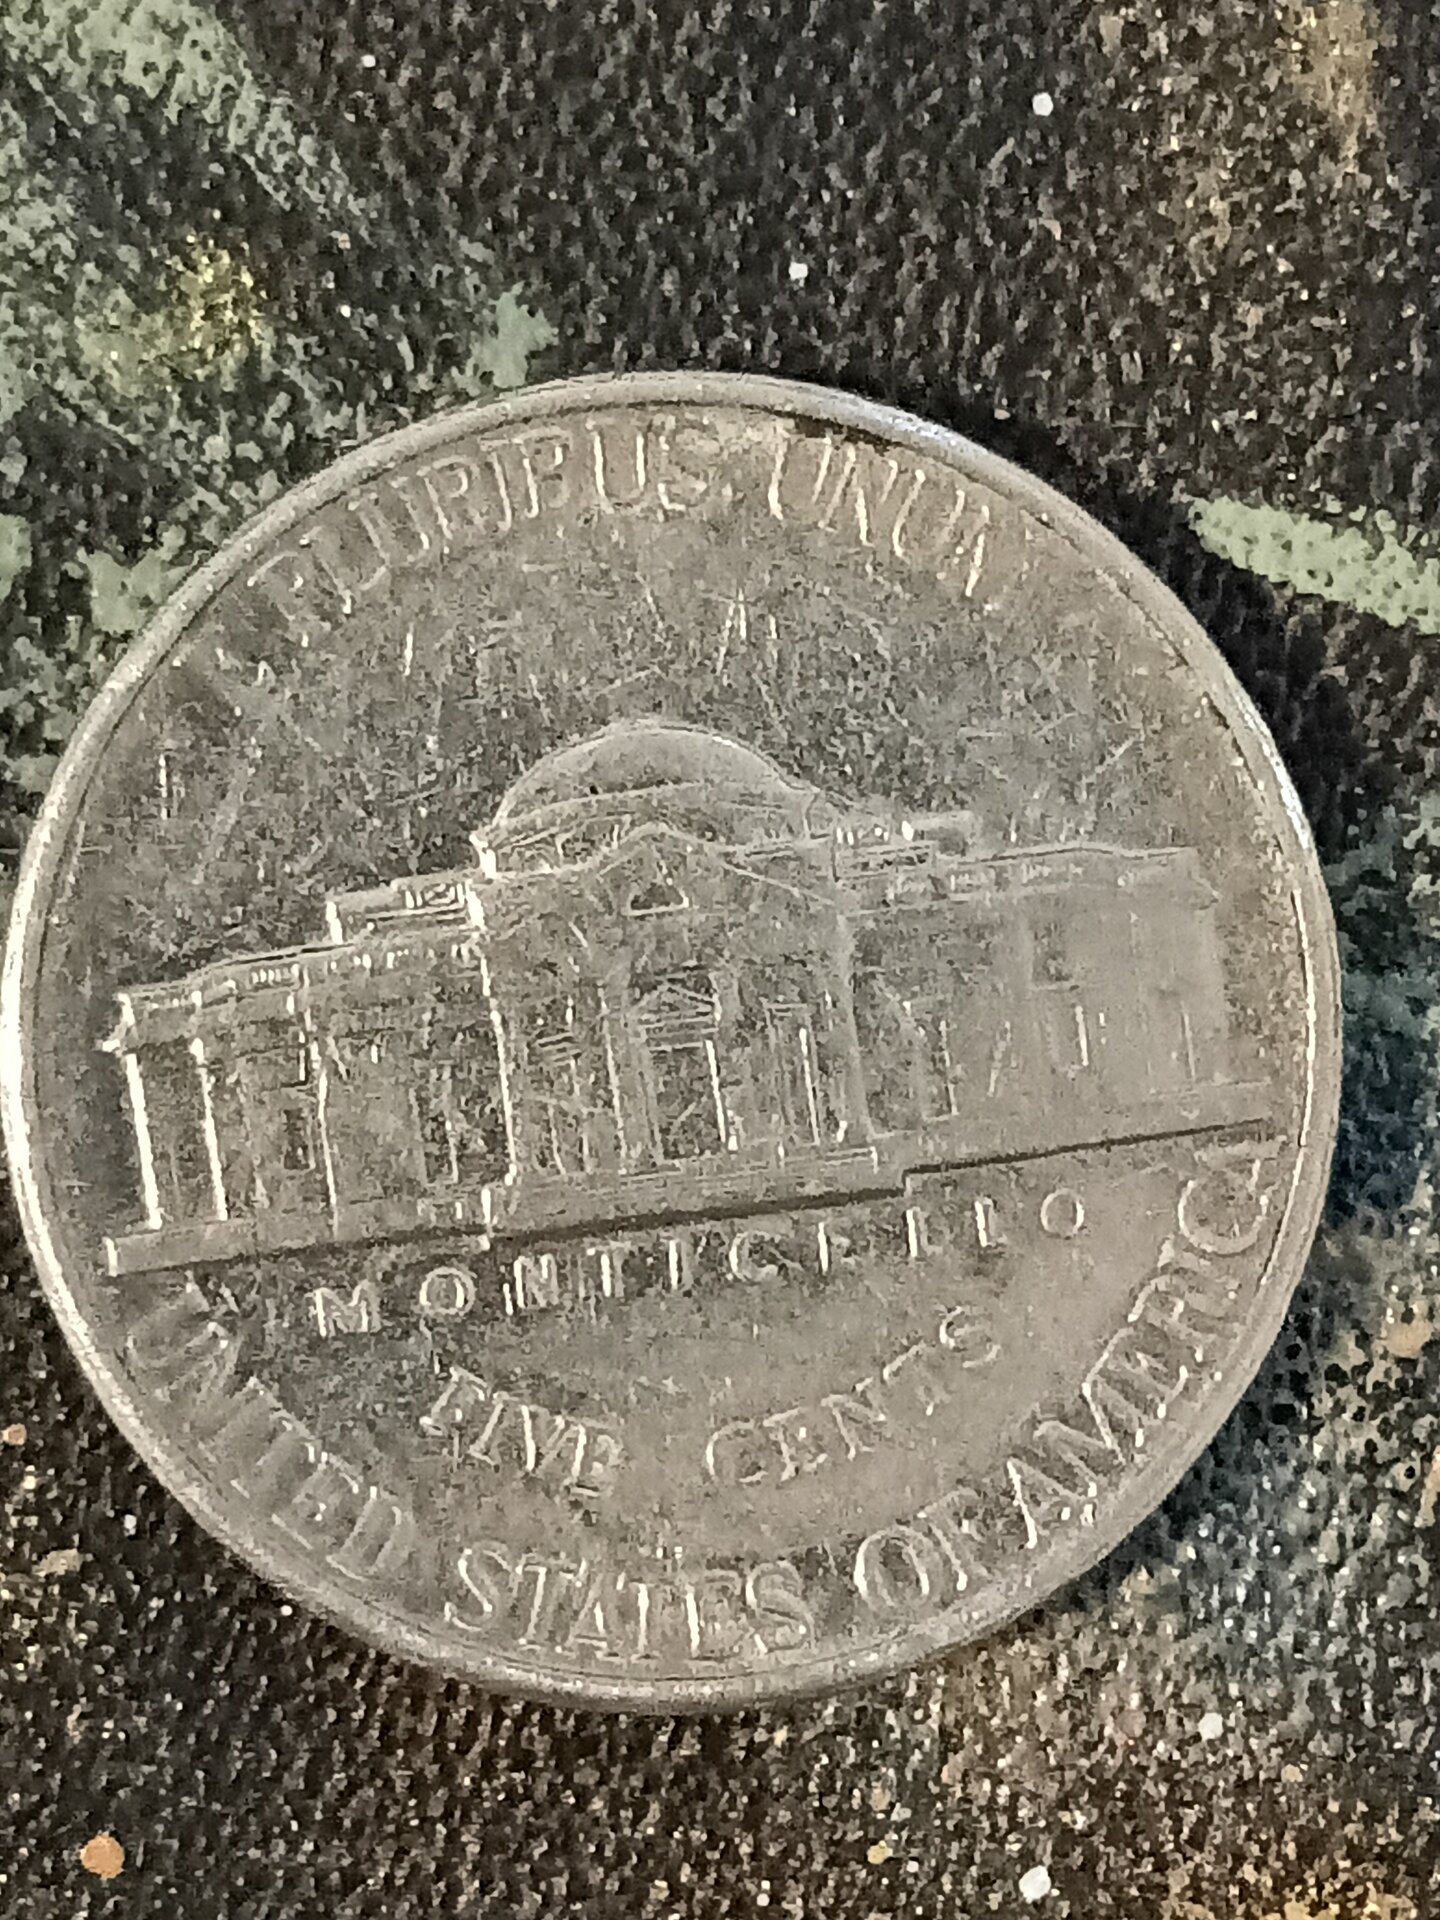 PLURIBUS UNUM
MONTICELLO
FIVE CENTS
UNITED STATES OF AMERICA